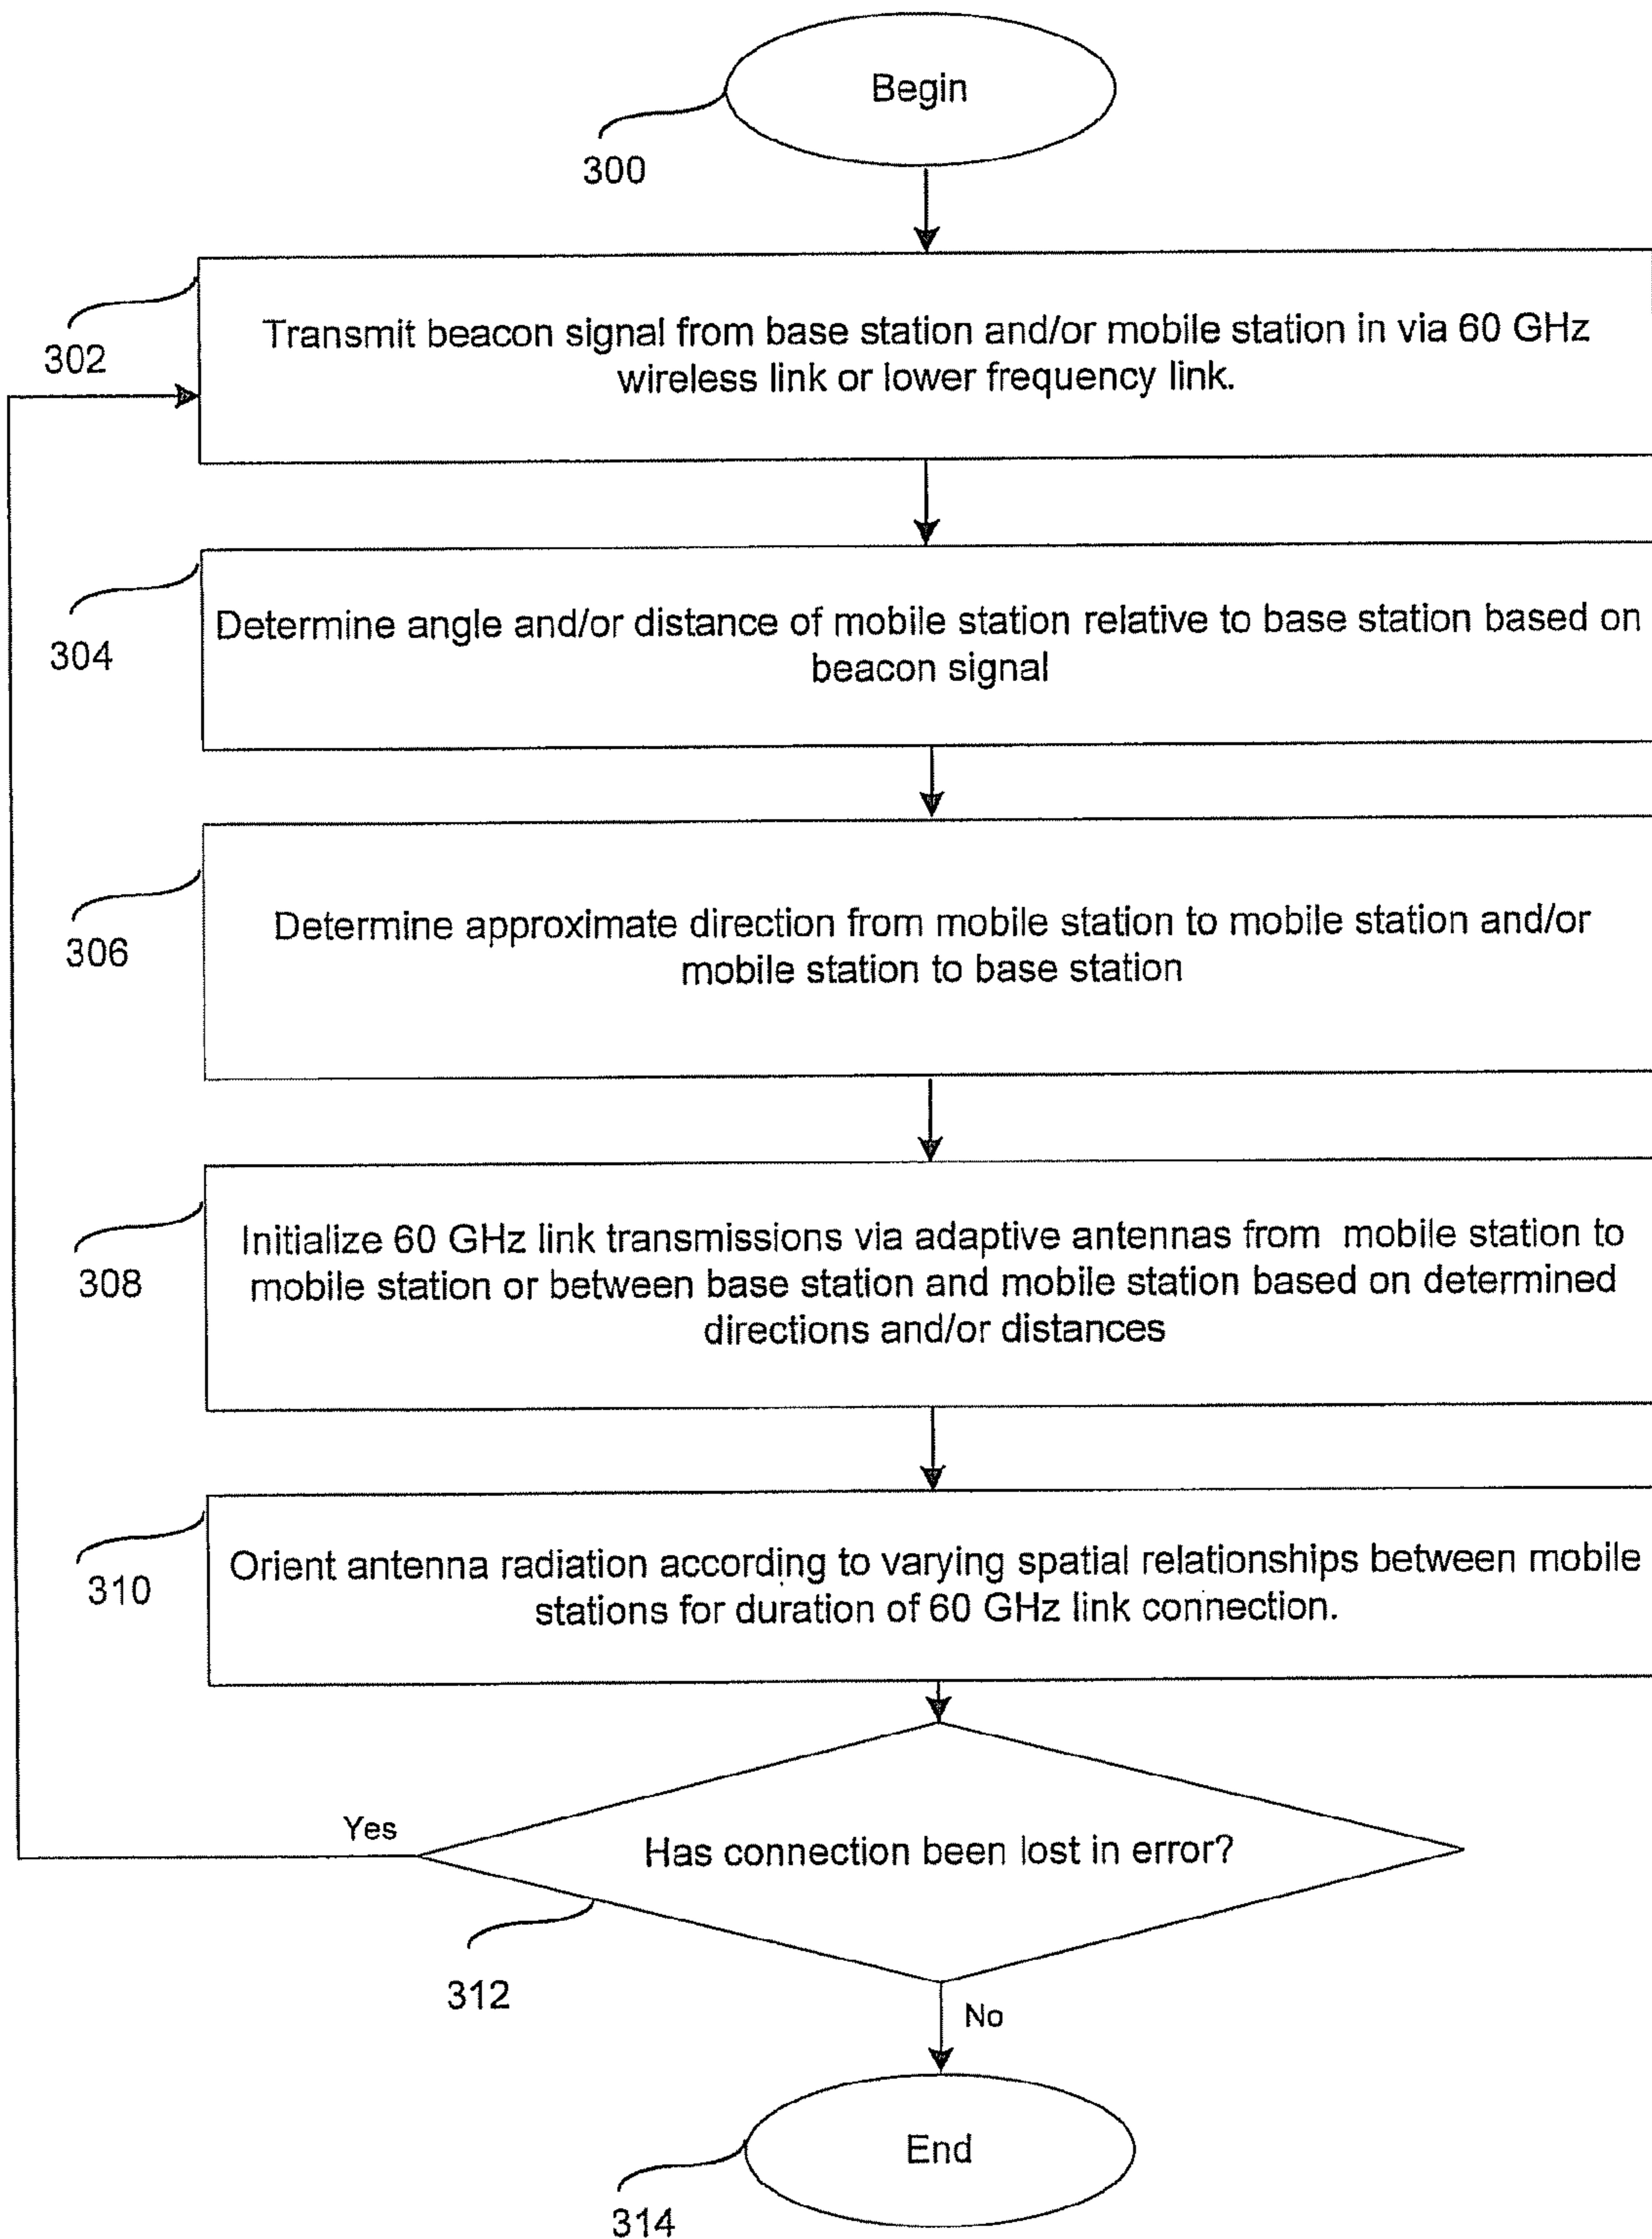 Begin
300
Transmit beacon signal from base station and/or mobile station in via 60 GHz
wireless link or lower frequency link.
302
Determine angle and/or distance of mobile station relative to base station based on
beacon signal
304
Determine approximate direction from mobile station to mobile station and/or
mobile station to base station
306
Initialize 60 GHz link transmissions via adaptive antennas from mobile station to
mobile station or between base station and mobile station based on determined
directions and/or distances
308
Orient antenna radiation according to varying spatial relationships between mobile
stations for duration of 60 GHz link connection.
310
Yes
Has connection been lost in error?
312
No
End
314